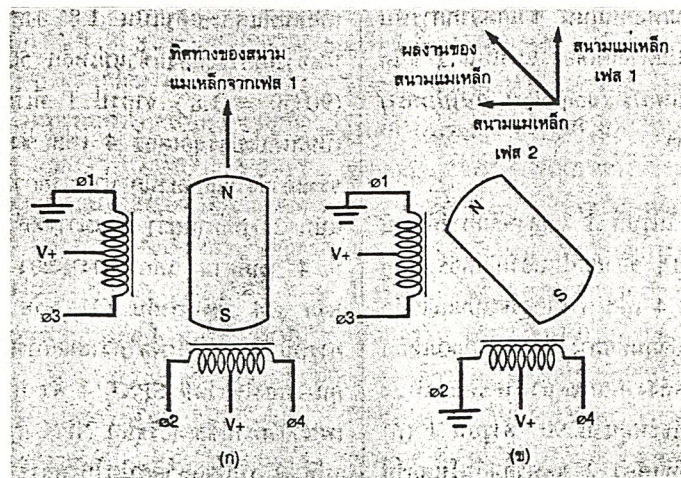 ทิศทางของสนาม
แม่เหล็กจากเฟส 1
ø1
V+
ø3
N
S
ø2
V+
ø4
(ก)
ผลงานของ
สนามแม่เหล็ก
สนามแม่เหล็ก
เฟส 1
สนามแม่เหล็ก
เฟส 2
ø1
V+
ø3
N
S
ø2
V+
ø4
(ข)